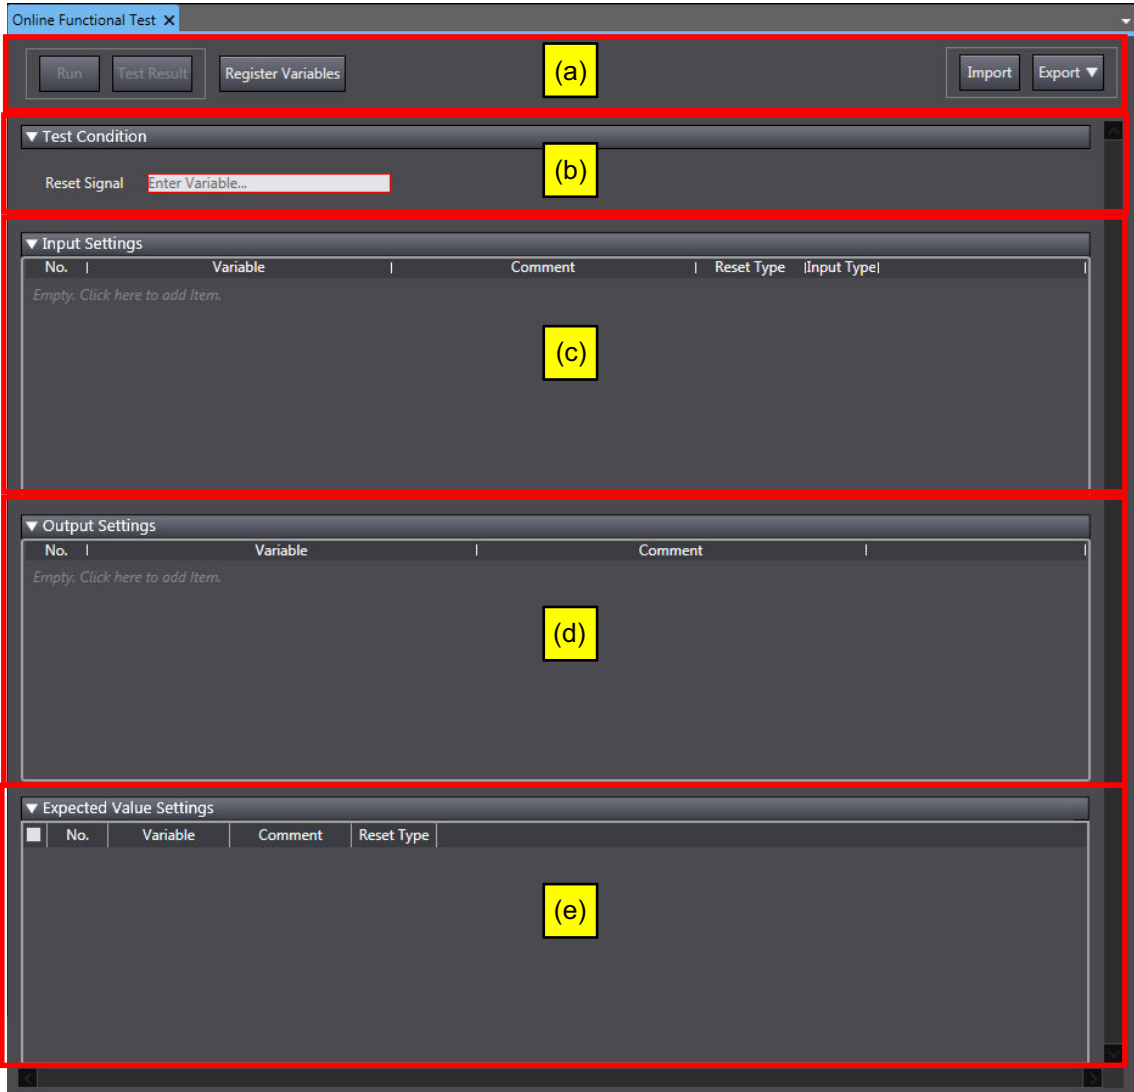 Online Functional Test X
Run Test Result Register Variables (a) Import Export ▼
▼ Test Condition
(b)
Reset Signal Enter Variable...
▼ Input Settings
No. Variable Comment Reset Type Input Type
Empty. Click here to add Item.
(c)
▼ Output Settings
No. Variable Comment
Empty. Click here to add Item.
(d)
▼ Expected Value Settings
No. Variable Comment Reset Type
(e)